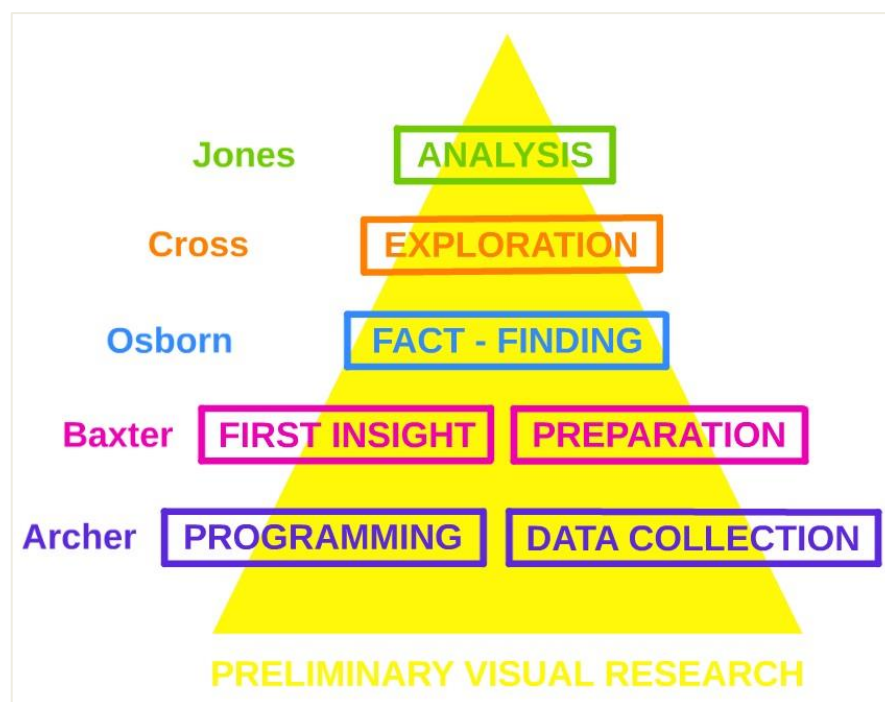 Jones ANALYSIS
Cross EXPLORATION
Osborn FACT - FINDING
Baxter FIRST INSIGHT PREPARATION
Archer PROGRAMMING DATA COLLECTION
PRELIMINARY VISUAL RESEARCH